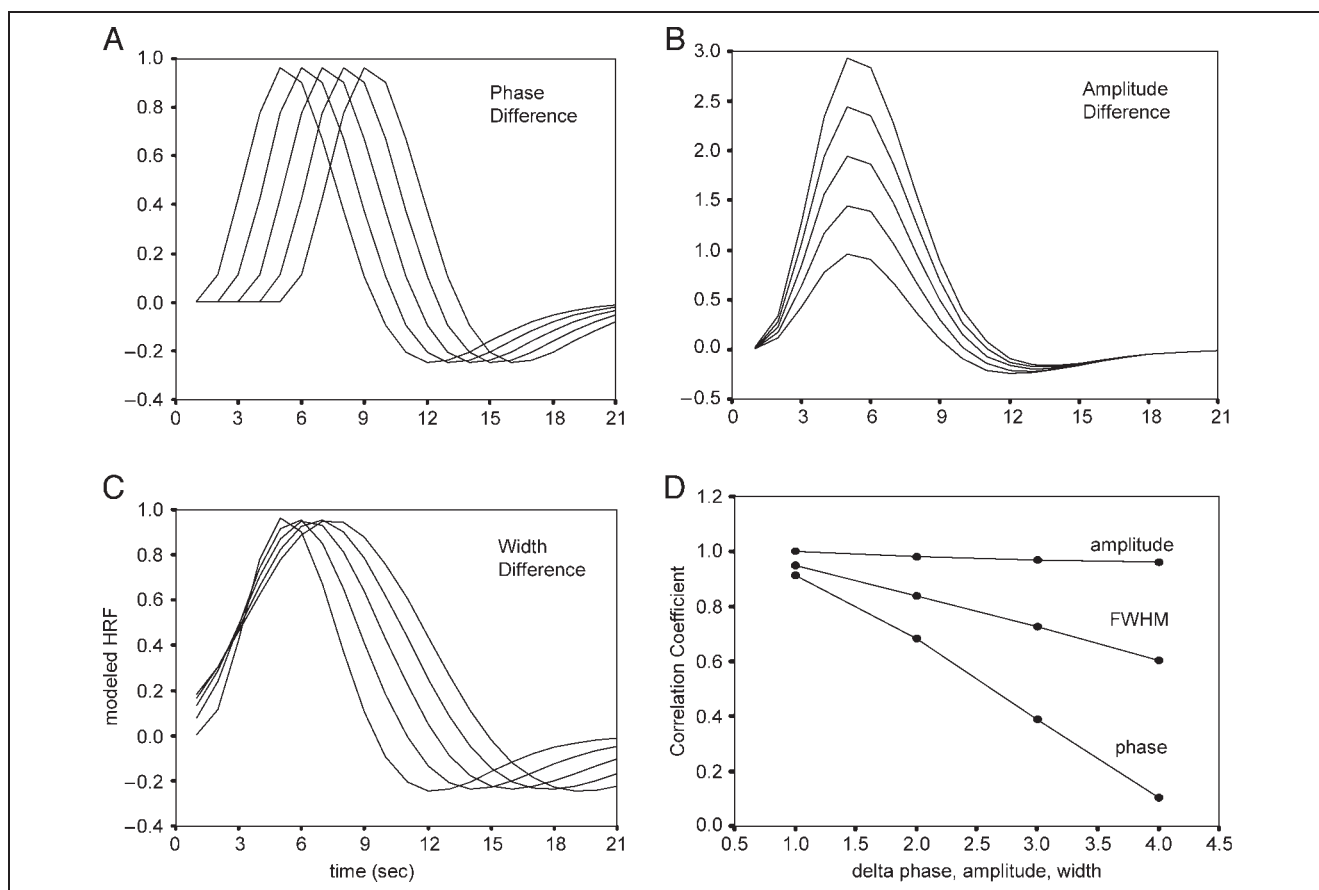 A
1.0
0.8
0.6
0.4
0.2
0.0
−0.2
−0.4
0 3 6 9 12 15 18 21
Phase
Difference
B
3.0
2.5
2.0
1.5
1.0
0.5
0.0
−0.5
0 3 6 9 12 15 18 21
Amplitude
Difference
C
modeled HRF
1.0
0.8
0.6
0.4
0.2
0.0
−0.2
−0.4
0 3 6 9 12 15 18 21
time (sec)
Width
Difference
D
Correlation Coefficient
1.2
1.0
0.8
0.6
0.4
0.2
0.0
0.5 1.0 1.5 2.0 2.5 3.0 3.5 4.0 4.5
delta phase, amplitude, width
amplitude
FWHM
phase